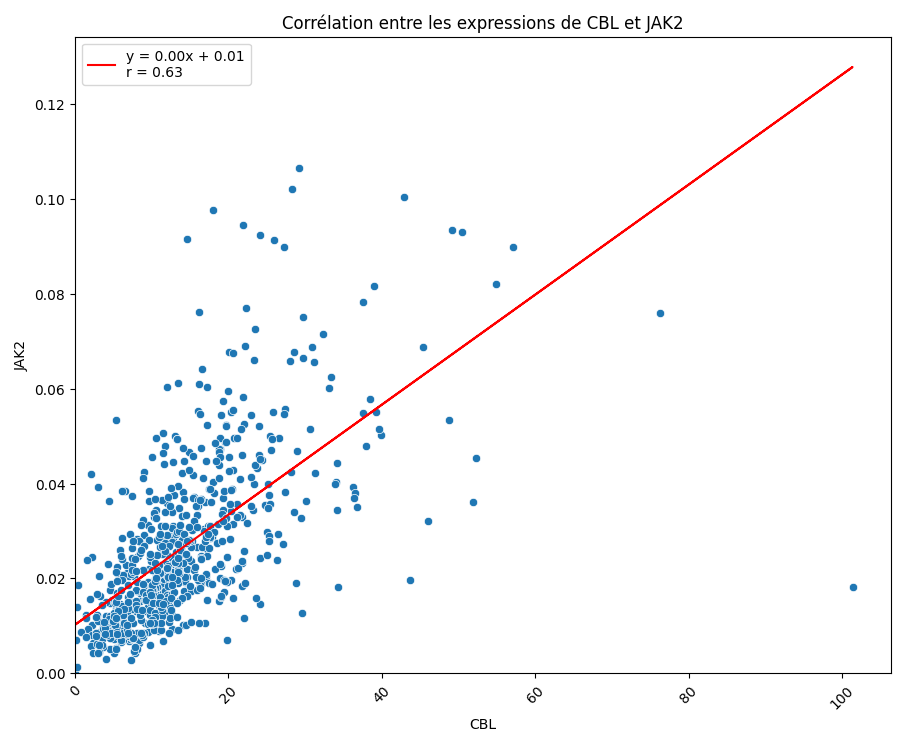 Corrélation entre les expressions de CBL et JAK2
y = 0.00x + 0.01
r = 0.63
0.12
0.10
0.08
0.06
0.04
0.02
0.00
JAK2
0
20
40
60
80
100
CBL